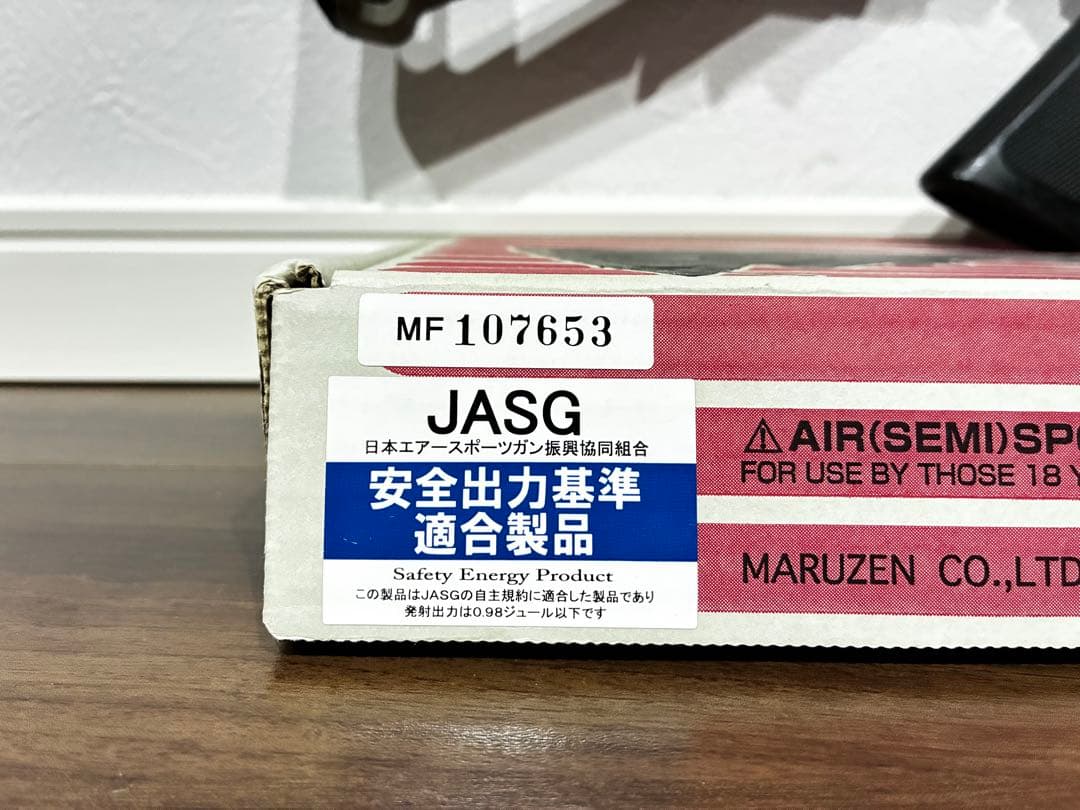 MF 107653
JASG
日本エアースポーツガン振興協同組合
安全出力基準
適合製品
Safety Energy Product
この製品はJASGの自主規約に適合した製品であり
発射出力は0.98ジュール以下です
AIR(SEMI)SPO
FOR USE BY THOSE 18 Y
MARUZEN CO.,LTD